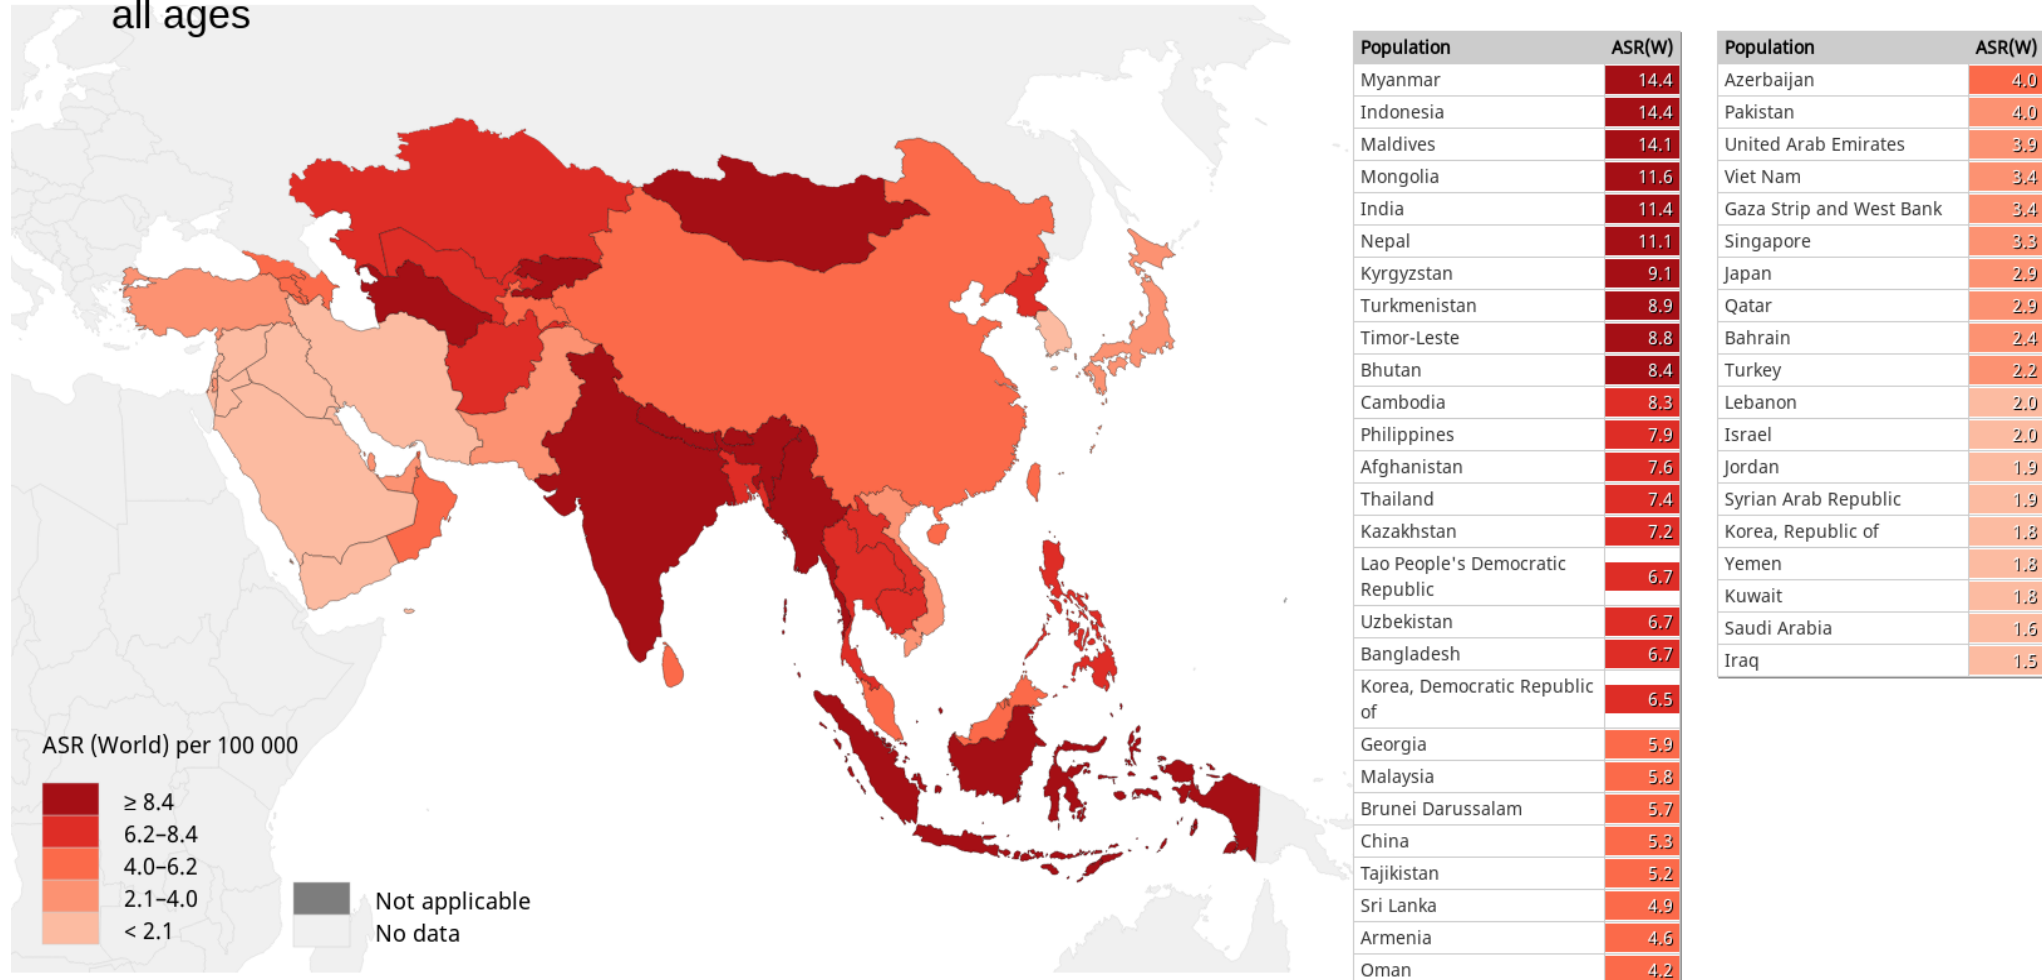 all ages
ASR (World) per 100 000
≥ 8.4
6.2–8.4
4.0–6.2
2.1–4.0
< 2.1
Not applicable
No data
Population ASR(W)
Myanmar 14.4
Indonesia 14.4
Maldives 14.1
Mongolia 11.6
India 11.4
Nepal 11.1
Kyrgyzstan 9.1
Turkmenistan 8.9
Timor-Leste 8.8
Bhutan 8.4
Cambodia 8.3
Philippines 7.9
Afghanistan 7.6
Thailand 7.4
Kazakhstan 7.2
Lao People's Democratic
Republic 6.7
Uzbekistan 6.7
Bangladesh 6.7
Korea, Democratic Republic
of 6.5
Georgia 5.9
Malaysia 5.8
Brunei Darussalam 5.7
China 5.3
Tajikistan 5.2
Sri Lanka 4.9
Armenia 4.6
Oman 4.2
Population ASR(W)
Azerbaijan 4.0
Pakistan 4.0
United Arab Emirates 3.9
Viet Nam 3.4
Gaza Strip and West Bank 3.4
Singapore 3.3
Japan 2.9
Qatar 2.9
Bahrain 2.4
Turkey 2.2
Lebanon 2.0
Israel 2.0
Jordan 1.9
Syrian Arab Republic 1.9
Korea, Republic of 1.8
Yemen 1.8
Kuwait 1.8
Saudi Arabia 1.6
Iraq 1.5